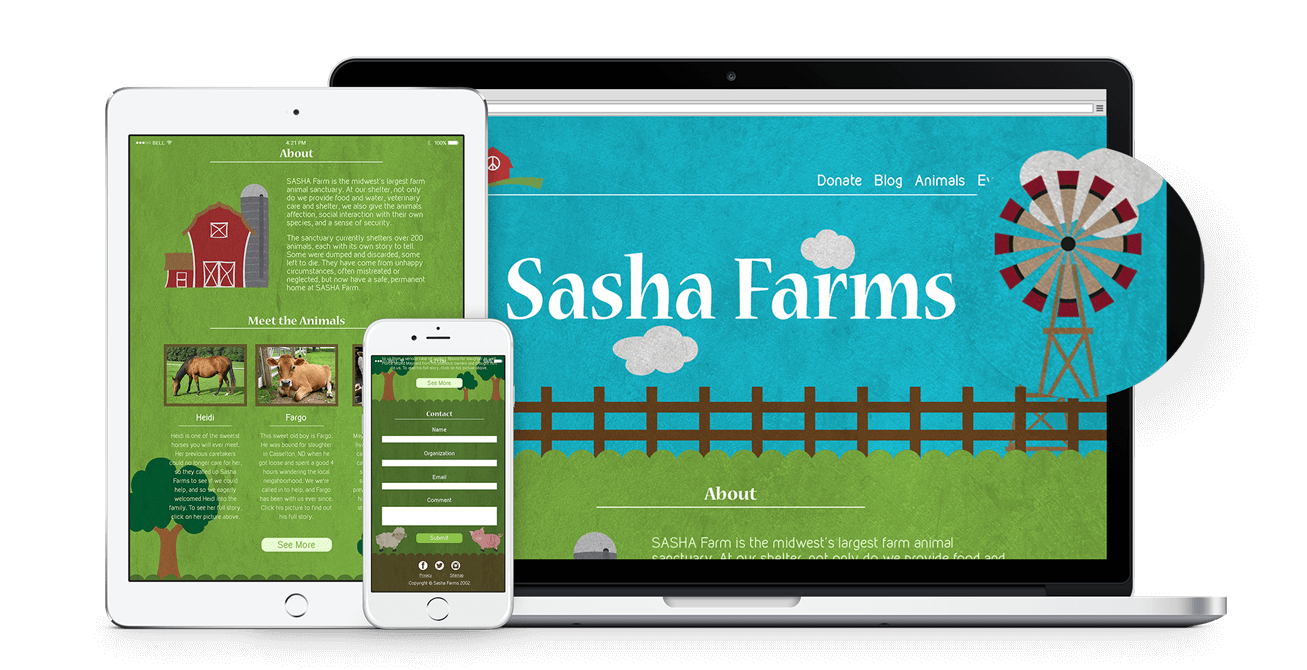 BELL
4:21 PM
100%
About
SASHA Farm is the midwest's largest farm
animal sanctuary. At our shelter, not only
do we provide food and water, veterinary
care and shelter, we also give the animals
affection, social interaction with their own
species, and a sense of security.
The sanctuary currently shelters over 200
animals, each with its own story to tell.
Some were dumped and discarded, some
left to die. They have come from unhappy
circumstances, often mistreated or
neglected, but now have a safe, permanent
home at SASHA Farm.
Meet the Animals
Heidi
Heidi is one of the sweetest
horses you will ever meet.
Her previous caretakers
could no longer care for her,
so they called up Sasha
Farms to see if we could
help, and so we eagerly
welcomed Heidi into the
family. To see her full story,
click on her picture above.
Fargo
This sweet old boy is Fargo.
He was bound for slaughter
in Casselton, ND when he
got loose and spent a good 4
hours wandering the local
neighborhood. We we're
called in to help, and Fargo
has been with us ever since.
Click his picture to find out
his full story.
See More
See More
Contact
Name
Organization
Email
Comment
Submit
Privacy
Sitemap
Copyright © Sasha Farms 2002
Donate Blog Animals
Sasha Farms
About
SASHA Farm is the midwest's largest farm animal
sanctuary. At our shelter, not only do we provide food and